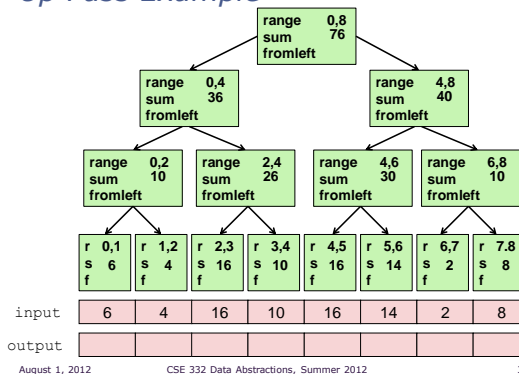 Up Pass Example
range 0,8
sum 76
fromleft
range 0,4
sum 36
fromleft
range 4,8
sum 40
fromleft
range 0,2
sum 10
fromleft
range 2,4
sum 26
fromleft
range 4,6
sum 30
fromleft
range 6,8
sum 10
fromleft
r 0,1
s 6
f
r 1,2
s 4
f
r 2,3
s 16
f
r 3,4
s 10
f
r 4,5
s 16
f
r 5,6
s 14
f
r 6,7
s 2
f
r 7.8
s 8
f
input 6 4 16 10 16 14 2 8
output
August 1, 2012 CSE 332 Data Abstractions, Summer 2012